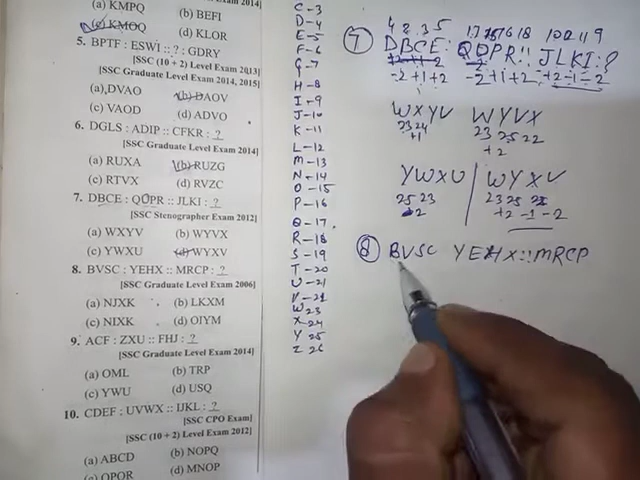 (a) KMPQ (b) BEFI
(c) KMOQ (d) KLOR
5. BPTF : ESWI :: ? : GDRY
[SSC (10 + 2) Level Exam 2013]
[SSC Graduate Level Exam 2014, 2015]
(a) DVAO (b) DAOV
(c) VAOD (d) ADVO
6. DGLS : ADIP :: CFKR : ?
[SSC Graduate Level Exam 2014]
(a) RUXA (b) RUZG
(c) RTVX (d) RVZC
7. DBCE : QOPR :: JLKI : ?
[SSC Stenographer 2012]
(a) WXYV (b) WYVX
(c) YWXU (d) WYXV
8. BVSC : YEHX :: MRCP : ?
[SSC Graduate Level Exam 2006]
(a) NJXK (b) LKXM
(c) NIXK (d) OIYM
9. ACF : ZXU :: FHJ : ?
[SSC Graduate Level Exam 2014]
(a) OML (b) TRP
(c) YWU (d) USQ
10. CDEF : UVWX :: IJKL : ?
[SSC CPO Exam]
[SSC (10 + 2) Level Exam 2012]
(a) ABCD (b) NOPQ
(c) OPQR (d) MNOP
C - 3
D - 4
E - 5
F - 6
G - 7
H - 8
I - 9
J - 10
K - 11
L - 12
M - 13
N - 14
O - 15
P - 16
Q - 17
R - 18
S - 19
T - 20
U - 21
V - 21
W 23
X 24
Y 25
Z 26
4 2 3 5
7 DBCE: QOPR:: JLKI:?
-2+1+2 -2+1+2 +2-1-2
WXYV WYVX
23 24 23 25 22
+1 +2
YWXU WYXV
25 23 23 25
-2 +2 -1 -2
8 BVSC YEHX::MRCP